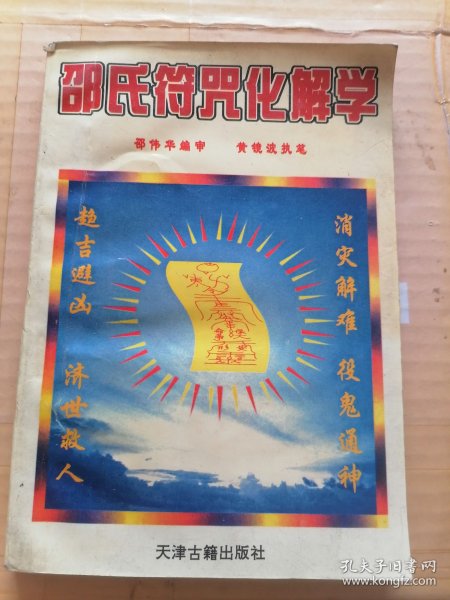 邵氏符咒化解学
邵伟华编审 黄镜波执笔
趋吉避凶 济世救人
消灾解难 役鬼通神
天津古籍出版社
孔夫子旧书网
www.kongfz.com